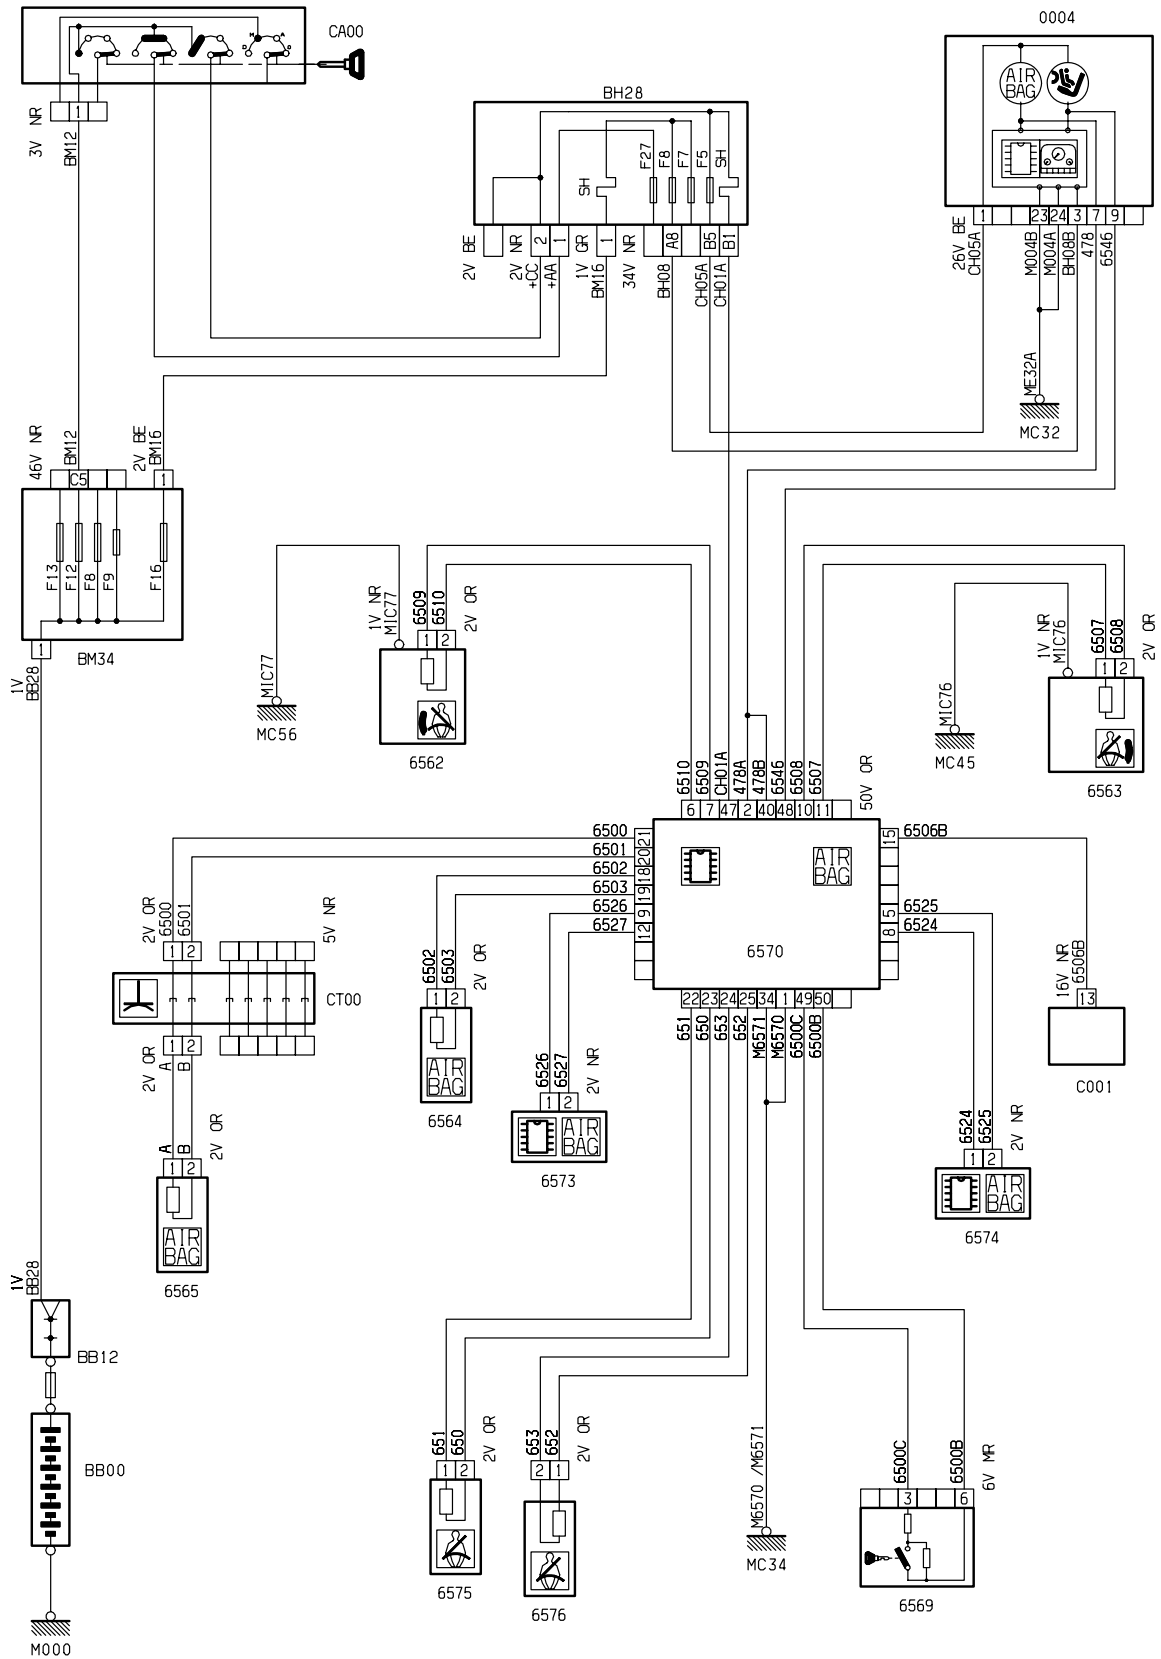 CA00
M
A
D
D
1
3V NR
BM12
BH28
SH
F27
F8
F7
F5
SH
2
1
1
A8
B5
B1
2V BE
2V NR
+CC
+AA
1V GR
BM16
34V NR
BH08
CH05A
CH01A
0004
AIR
BAG
1
23
24
3
7
9
26V BE
CH05A
M004B
M004A
BH08B
478
6546
ME32A
MC32
46V NR
BM12
2V BE
BM16
C5
1
F13
F12
F8
F9
F16
1
BM34
1V
BB28
MIC77
MC56
1V NR
MIC77
6509
6510
2V OR
1
2
6562
MIC76
MC45
1V NR
MIC76
6507
6508
2V OR
1
2
6563
6510
6509
CH01A
478A
478B
6546
6508
6507
50V OR
6
7
47
2
40
48
10
11
6500
6501
6502
6503
6526
6527
21
20
18
19
9
12
AIR
BAG
6570
15
5
8
6506B
6525
6524
22
23
24
25
34
1
49
50
651
650
653
652
M6571
M6570
6500C
6500B
2V OR
6500
6501
5V NR
1
2
CT00
1
2
2V OR
A
B
A
B
2V OR
1
2
AIR
BAG
6565
6502
6503
2V OR
1
2
AIR
BAG
6564
6526
6527
2V NR
1
2
AIR
BAG
6573
16V NR
6506B
13
C001
6524
6525
2V NR
1
2
AIR
BAG
6574
1V
BB28
BB12
BB00
M000
651
650
2V OR
1
2
6575
653
652
2V OR
2
1
6576
M6570 /M6571
MC34
6500C
6500B
6V MR
3
6
6569